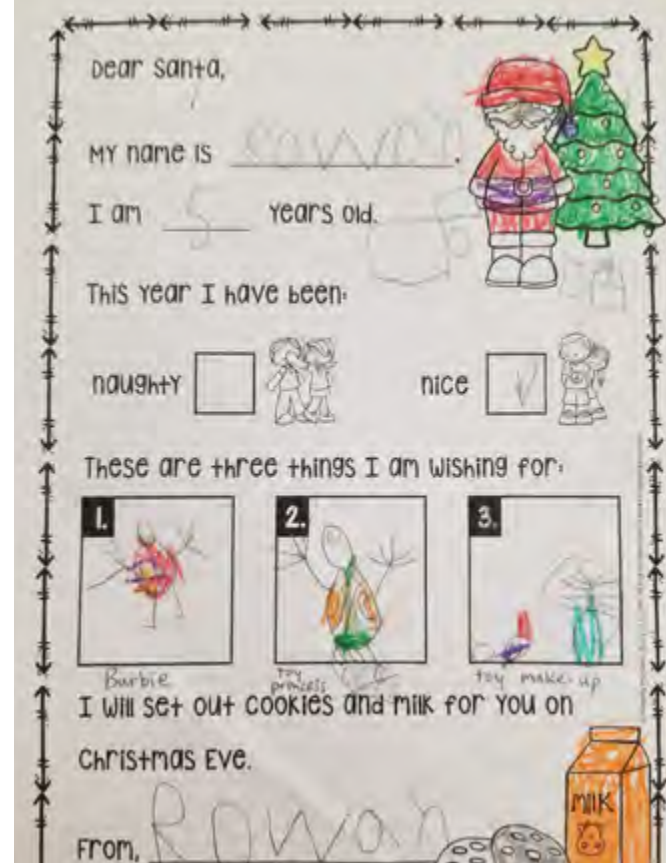 Dear Santa,
My name is Rowan.
I am 5 years old.
This year I have been:
naughty nice
These are three things I am wishing for:
1. 2. 3.
Barbie toy princess toy make-up
I will set out cookies and milk for you on
Christmas Eve.
MILK
From, Rowan